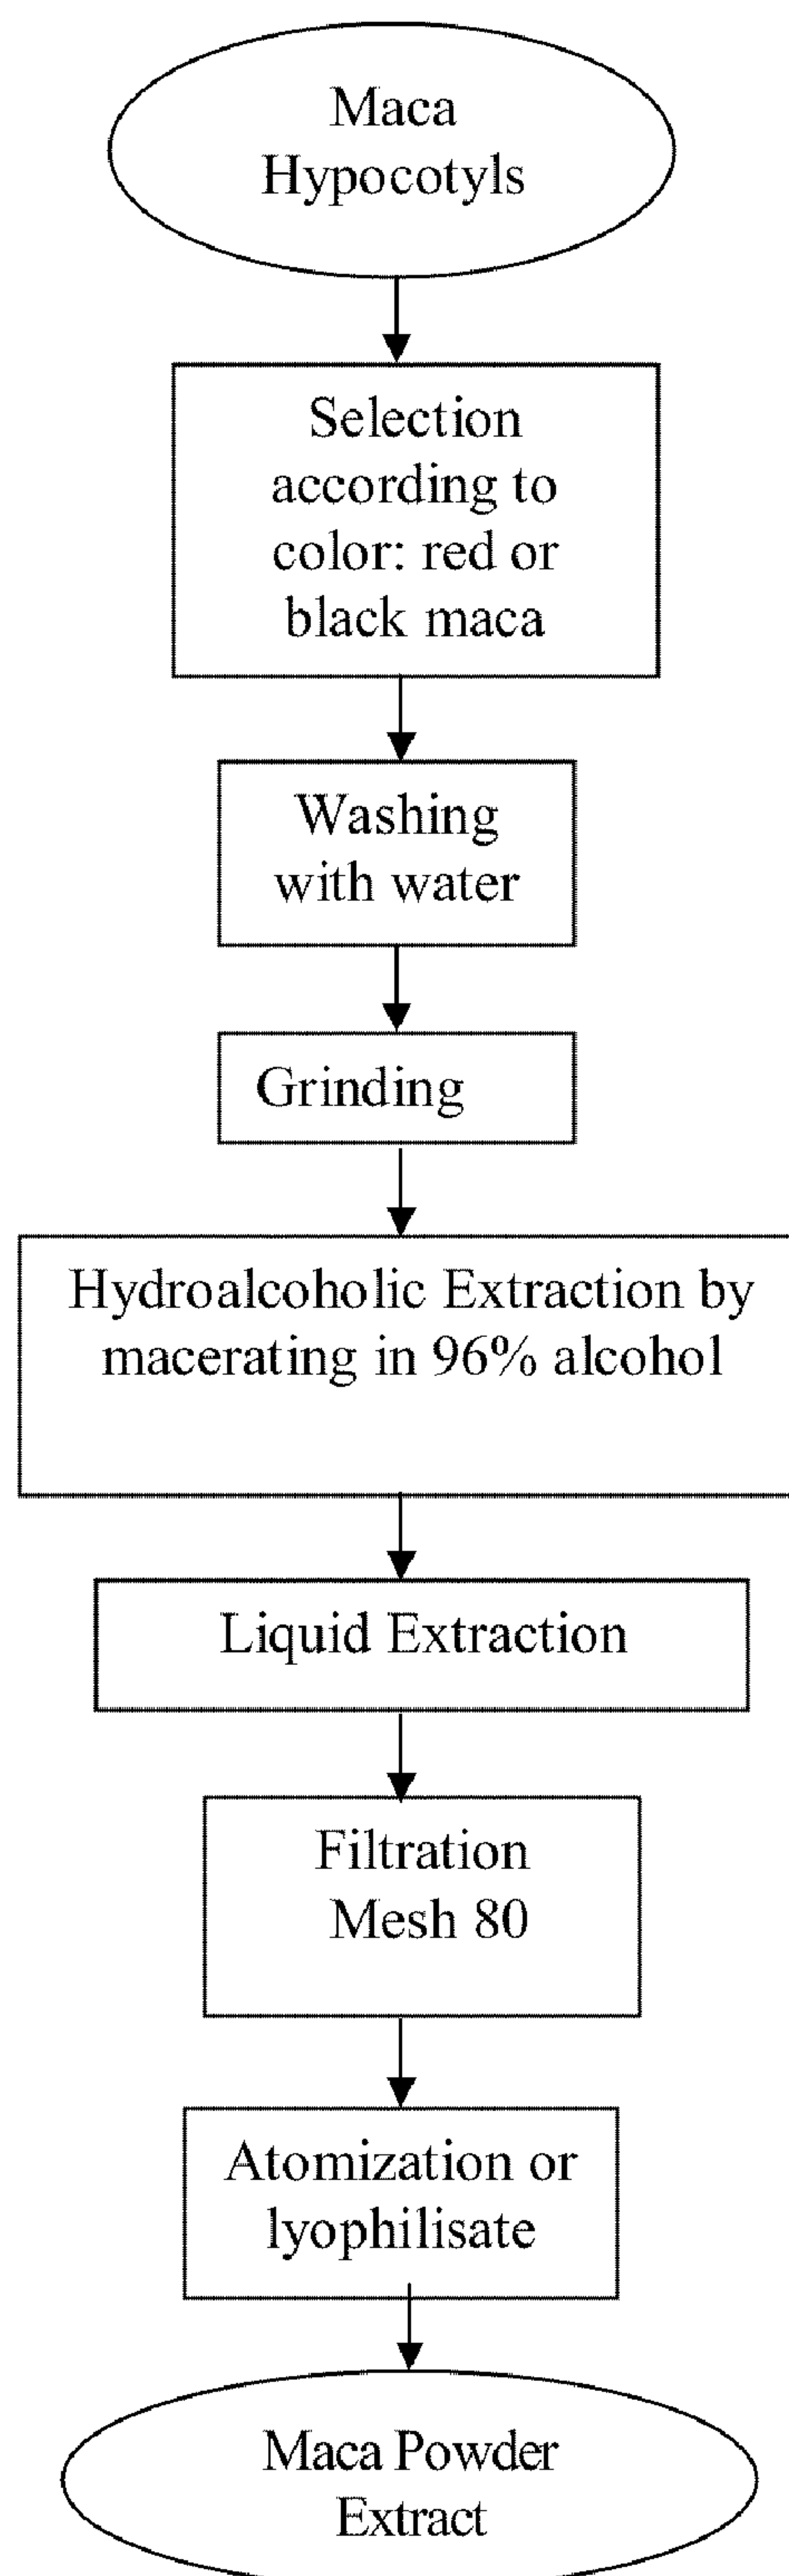 Maca
Hypocotyls
Selection
according to
color: red or
black maca
Washing
with water
Grinding
Hydroalcoholic Extraction by
macerating in 96% alcohol
Liquid Extraction
Filtration
Mesh 80
Atomization or
lyophilisate
Maca Powder
Extract